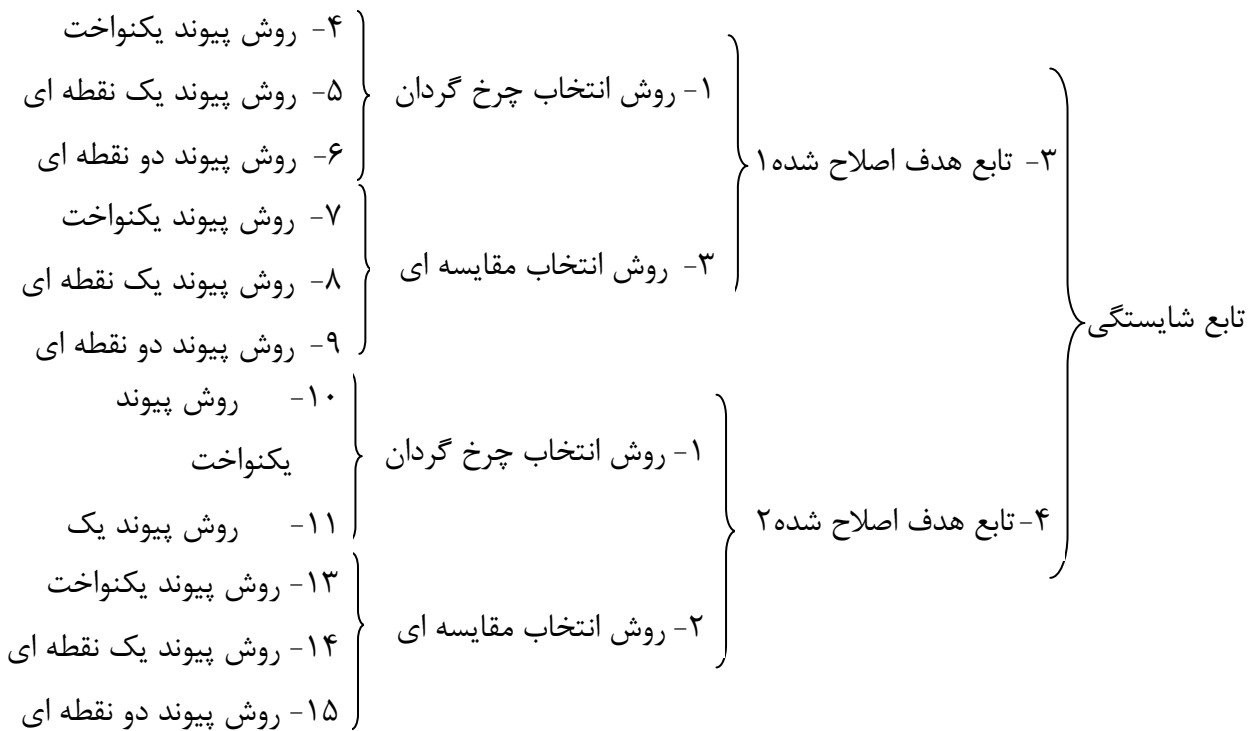 تابع شایستگی
۳- تابع هدف اصلاح شده۱
۱- روش انتخاب چرخ گردان
۴- روش پیوند یکنواخت
۵- روش پیوند یک نقطه ای
۶- روش پیوند دو نقطه ای
۳- روش انتخاب مقایسه ای
۷- روش پیوند یکنواخت
۸- روش پیوند یک نقطه ای
۹- روش پیوند دو نقطه ای
۴- تابع هدف اصلاح شده۲
۱- روش انتخاب چرخ گردان
۱۰- روش پیوند
یکنواخت
۱۱- روش پیوند یک
۲- روش انتخاب مقایسه ای
۱۳- روش پیوند یکنواخت
۱۴- روش پیوند یک نقطه ای
۱۵- روش پیوند دو نقطه ای